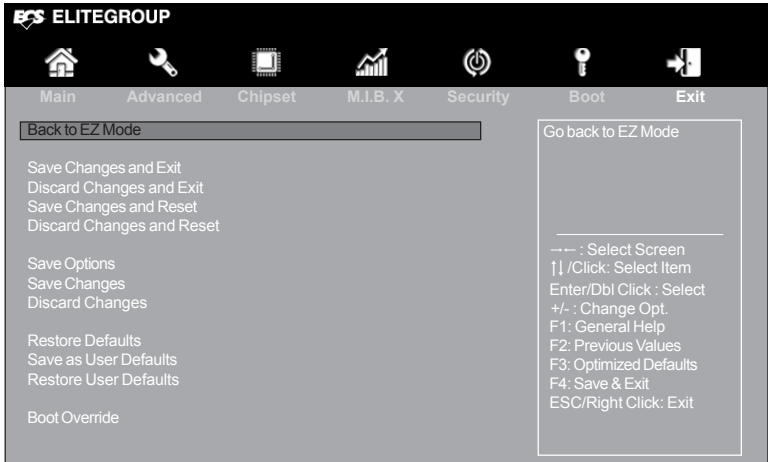 ECS ELITEGROUP
Main Advanced Chipset M.I.B. X Security Boot Exit
Back to EZ Mode
Save Changes and Exit
Discard Changes and Exit
Save Changes and Reset
Discard Changes and Reset
Save Options
Save Changes
Discard Changes
Restore Defaults
Save as User Defaults
Restore User Defaults
Boot Override
Go back to EZ Mode
→← : Select Screen
↑↓ /Click: Select Item
Enter/Dbl Click : Select
+/- : Change Opt.
F1: General Help
F2: Previous Values
F3: Optimized Defaults
F4: Save & Exit
ESC/Right Click: Exit